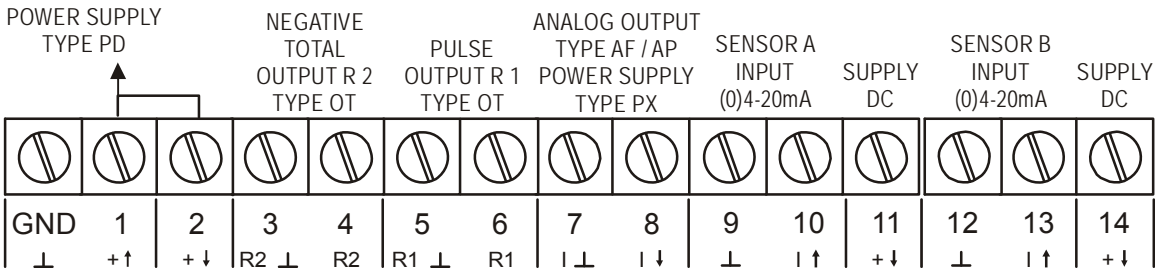 POWER SUPPLY
TYPE PD
NEGATIVE
TOTAL
OUTPUT R 2
TYPE OT
PULSE
OUTPUT R 1
TYPE OT
ANALOG OUTPUT
TYPE AF / AP
POWER SUPPLY
TYPE PX
SENSOR A
INPUT
(0)4-20mA
SUPPLY
DC
SENSOR B
INPUT
(0)4-20mA
SUPPLY
DC
GND 1 2 3 4 5 6 7 8 9 10 11 12 13 14
⊥ +↑ +↓ R2 ⊥ R2 R1 ⊥ R1 I ⊥ I ↓ ⊥ I ↑ +↓ ⊥ I ↑ +↓